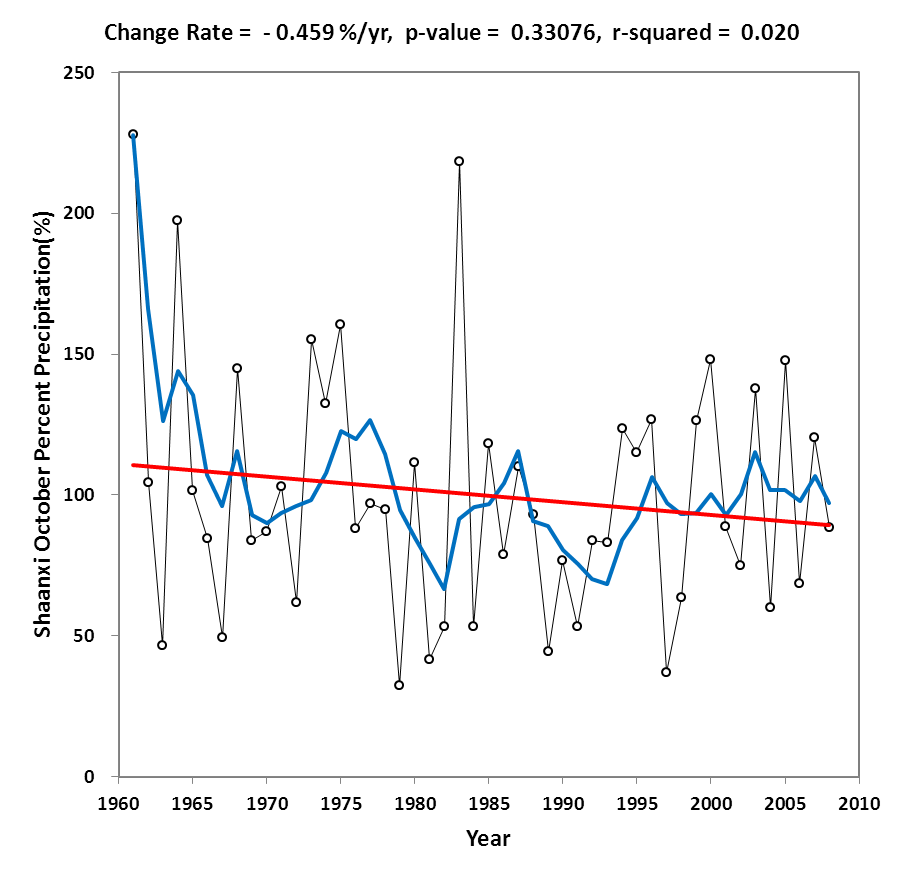 Change Rate = - 0.459 %/yr, p-value = 0.33076, r-squared = 0.020
250
200
150
100
50
0
Shaanxi October Percent Precipitation(%)
1960 1965 1970 1975 1980 1985 1990 1995 2000 2005 2010
Year